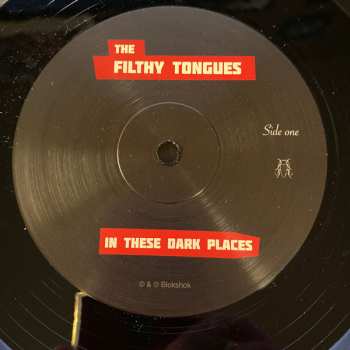 THE
FILTHY TONGUES
Side one
IN THESE DARK PLACES
© & ℗ Blokshok